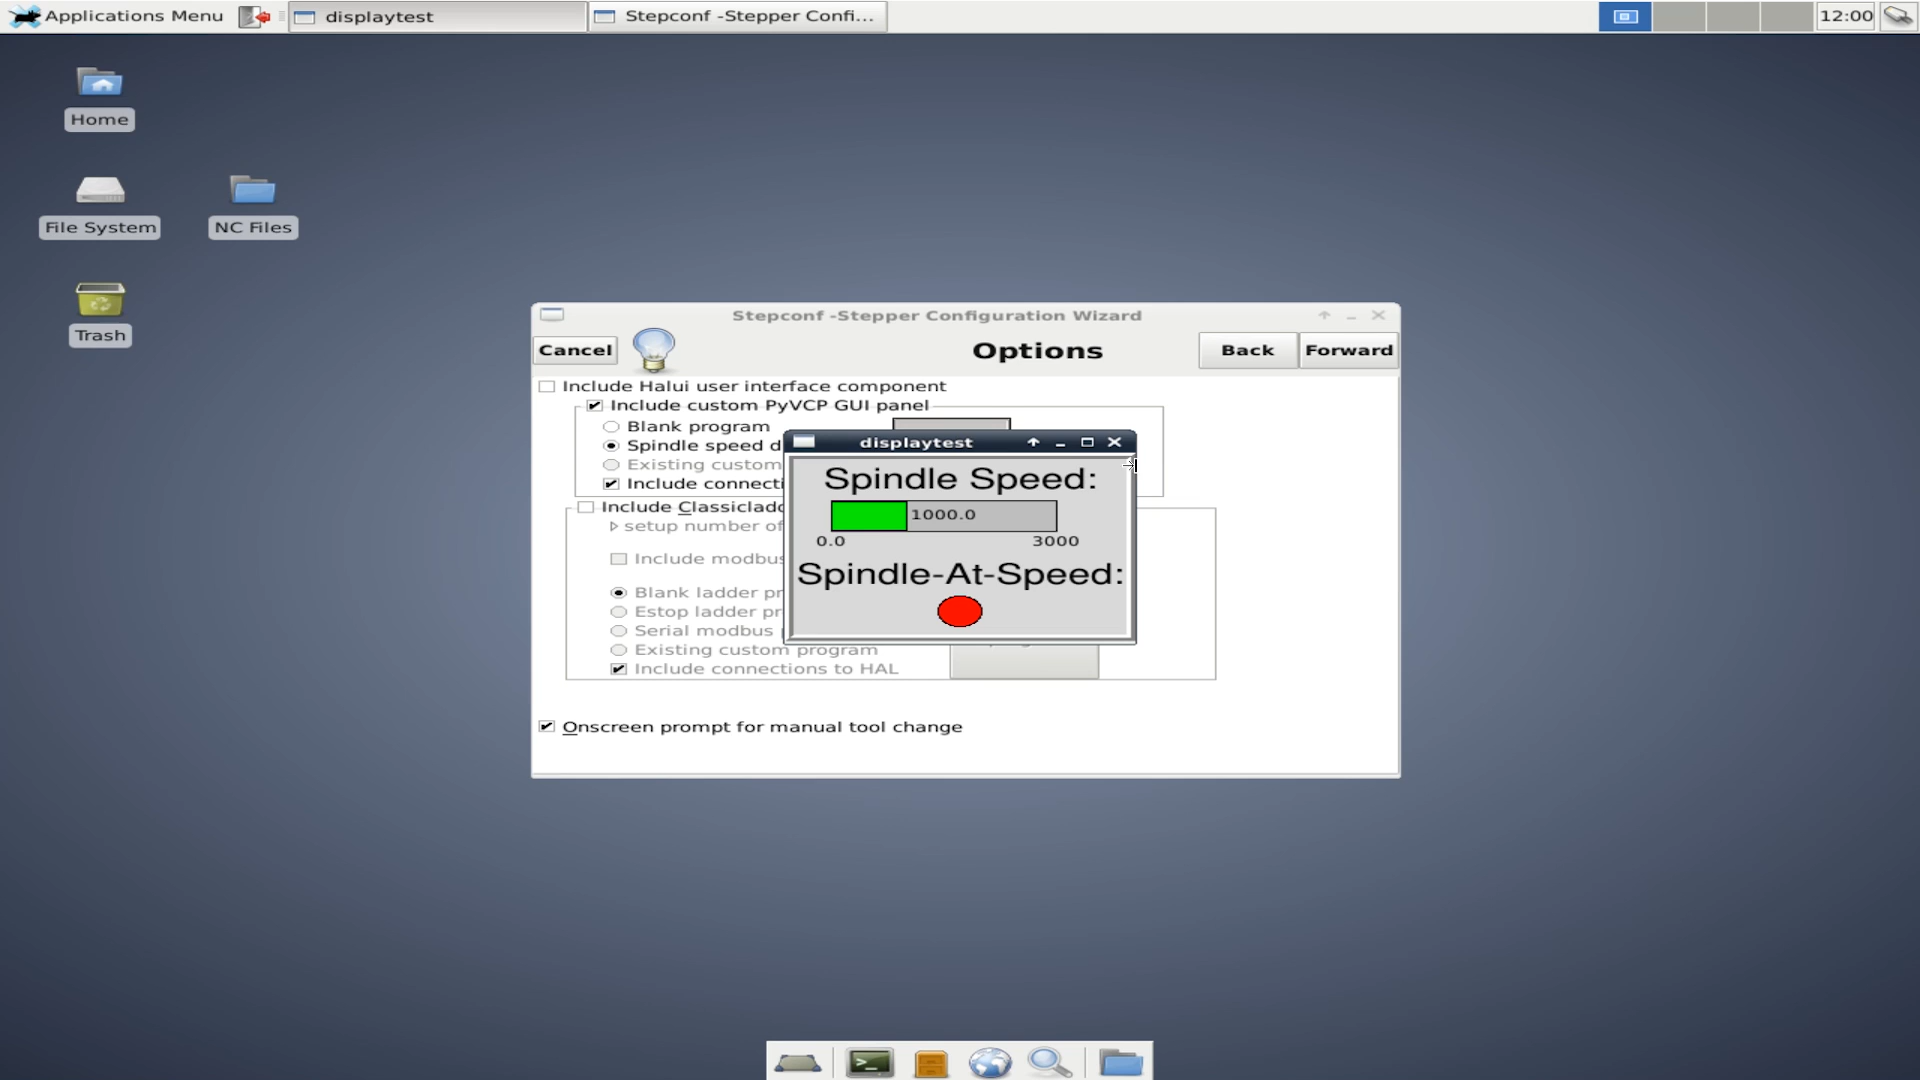 Applications Menu
displaytest
Stepconf -Stepper Confi...
12:00
Home
File System
NC Files
Trash
Stepconf -Stepper Configuration Wizard
Cancel
Options
Back
Forward
Include Halui user interface component
Include custom PyVCP GUI panel
Blank program
Spindle speed d
Existing custom
Include connecti
Include Classicladd
setup number of
Include modbus
Blank ladder pr
Estop ladder pr
Serial modbus
Existing custom program
Include connections to HAL
Onscreen prompt for manual tool change
displaytest
Spindle Speed:
1000.0
0.0 3000
Spindle-At-Speed: